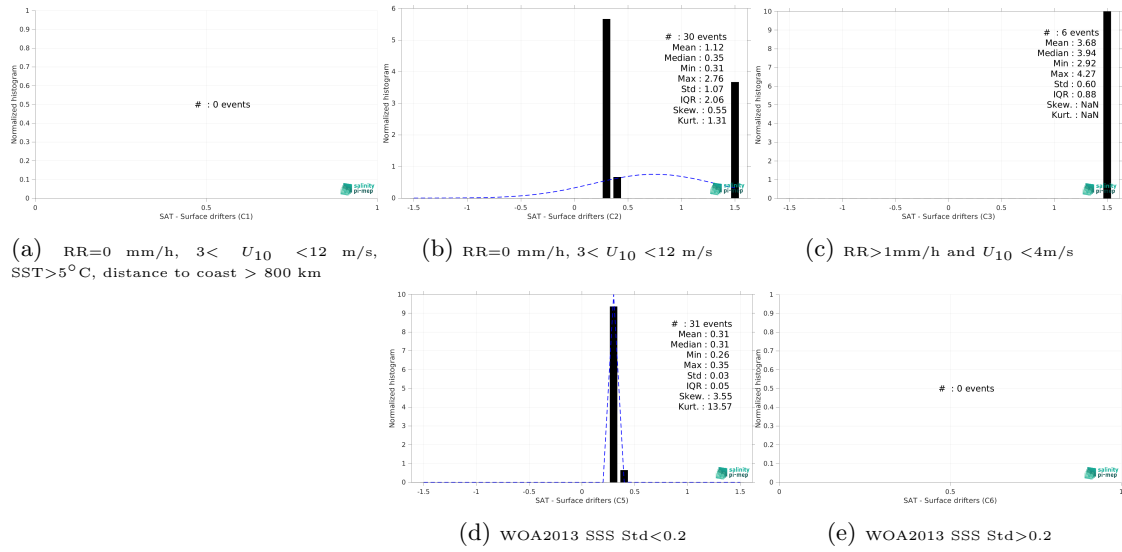 1
0.9
0.8
0.7
0.6
0.5
0.4
0.3
0.2
0.1
0
Normalized histogram
# : 0 events
salinity
pi-mep
0 0.5 1
SAT - Surface drifters (C1)
(a) RR=0 mm/h, 3< U10 <12 m/s,
SST>5°C, distance to coast > 800 km
6
5
4
3
2
1
0
Normalized histogram
# : 30 events
Mean : 1.12
Median : 0.35
Min : 0.31
Max : 2.76
Std : 1.07
IQR : 2.06
Skew. : 0.55
Kurt. : 1.31
salinity
pi-mep
-1.5 -1 -0.5 0 0.5 1 1.5
SAT - Surface drifters (C2)
(b) RR=0 mm/h, 3< U10 <12 m/s
10
9
8
7
6
5
4
3
2
1
0
Normalized histogram
# : 6 events
Mean : 3.68
Median : 3.94
Min : 2.92
Max : 4.27
Std : 0.60
IQR : 0.88
Skew. : NaN
Kurt. : NaN
salinity
pi-mep
-1.5 -1 -0.5 0 0.5 1 1.5
SAT - Surface drifters (C3)
(c) RR>1mm/h and U10 <4m/s
10
9
8
7
6
5
4
3
2
1
0
Normalized histogram
# : 31 events
Mean : 0.31
Median : 0.31
Min : 0.26
Max : 0.35
Std : 0.03
IQR : 0.05
Skew. : 3.55
Kurt. : 13.57
salinity
pi-mep
-1.5 -1 -0.5 0 0.5 1 1.5
SAT - Surface drifters (C5)
(d) WOA2013 SSS Std<0.2
1
0.9
0.8
0.7
0.6
0.5
0.4
0.3
0.2
0.1
0
Normalized histogram
# : 0 events
salinity
pi-mep
0 0.5 1
SAT - Surface drifters (C6)
(e) WOA2013 SSS Std>0.2